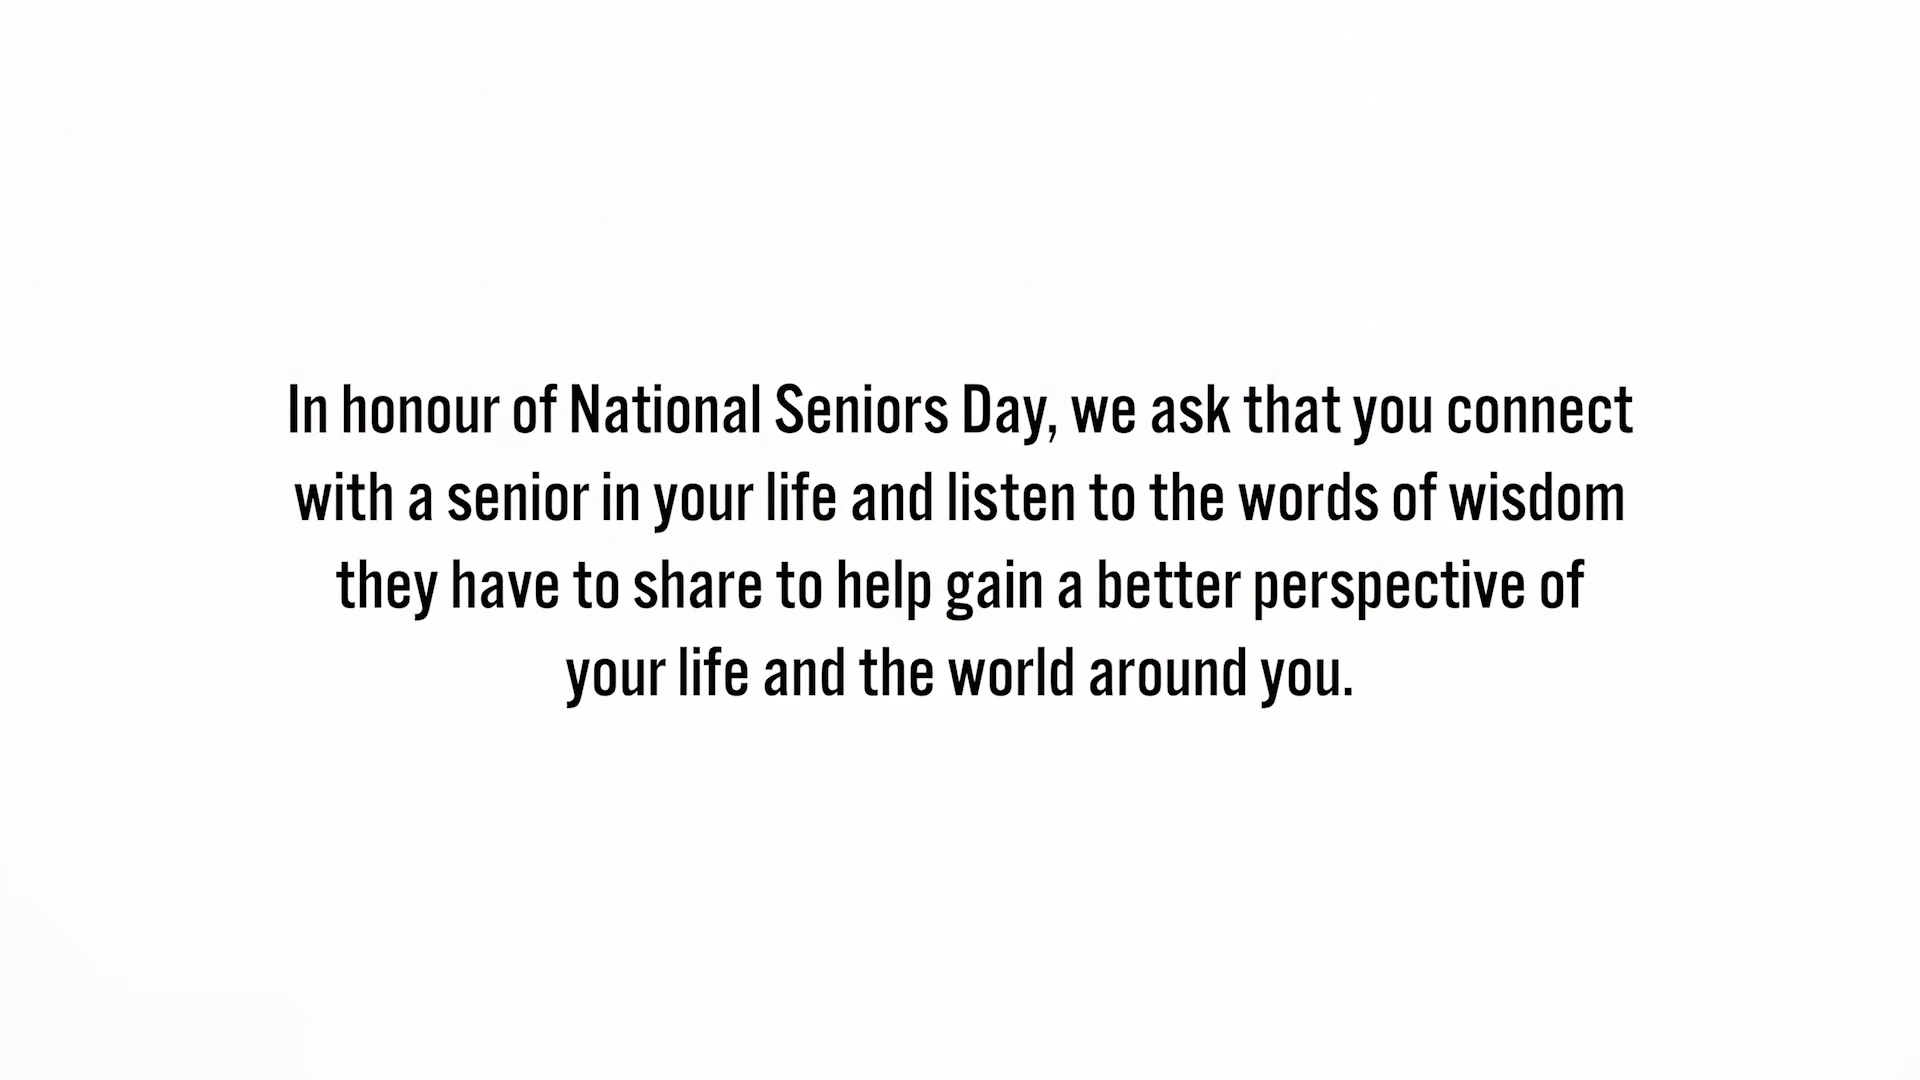 In honour of National Seniors Day, we ask that you connect
with a senior in your life and listen to the words of wisdom
they have to share to help gain a better perspective of
your life and the world around you.